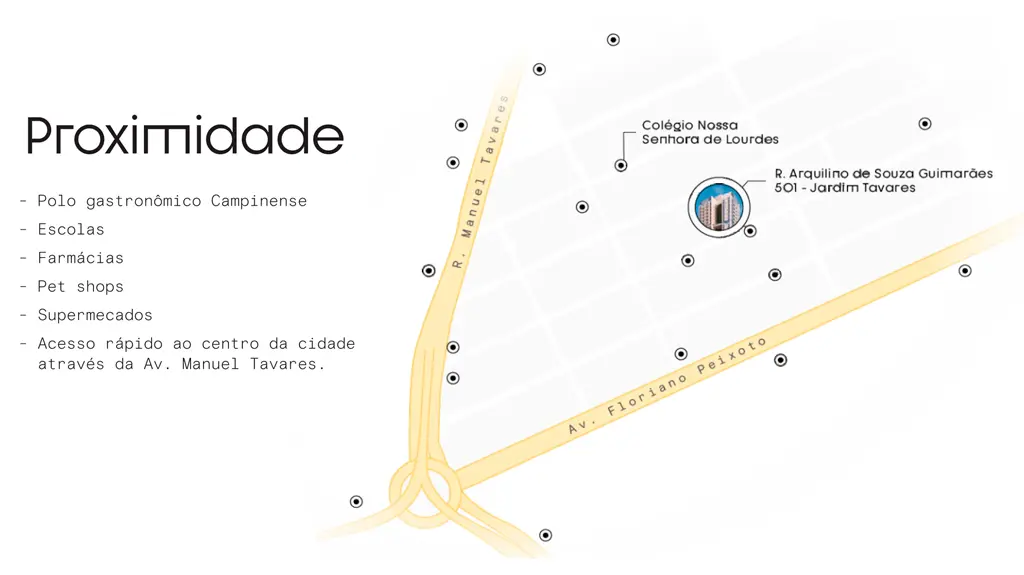 Proximidade
- Polo gastronômico Campinense
- Escolas
- Farmácias
- Pet shops
- Supermecados
- Acesso rápido ao centro da cidade
através da Av. Manuel Tavares.
R. Manuel Tavares
Colégio Nossa
Senhora de Lourdes
R. Arquilino de Souza Guimarães
501 - Jardim Tavares
Av. Floriano Peixoto